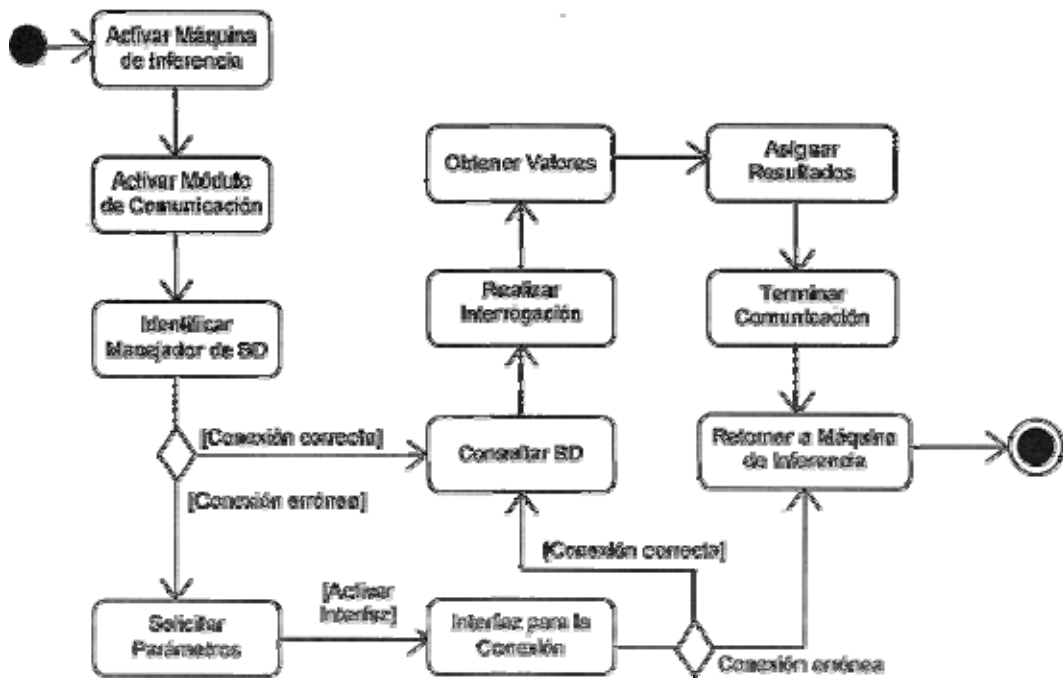 Activar Máquina
de Inferencia
Activar Módulo
de Comunicación
Identificar
Manejador de BD
[Conexión correcta]
[Conexión errónea]
Solicitar
Parámetros
[Activar
Interfaz]
Interfaz para la
Conexión
[Conexión correcta]
Conexión errónea
Consultar BD
Realizar
Interrogación
Obtener Valores
Asignar
Resultados
Terminar
Comunicación
Retornar a Máquina
de Inferencia